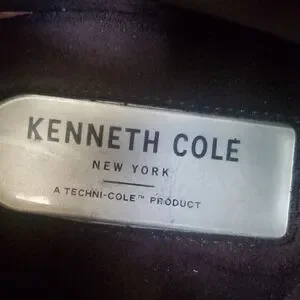 KENNETH COLE
NEW YORK
A TECHNI-COLE™ PRODUCT